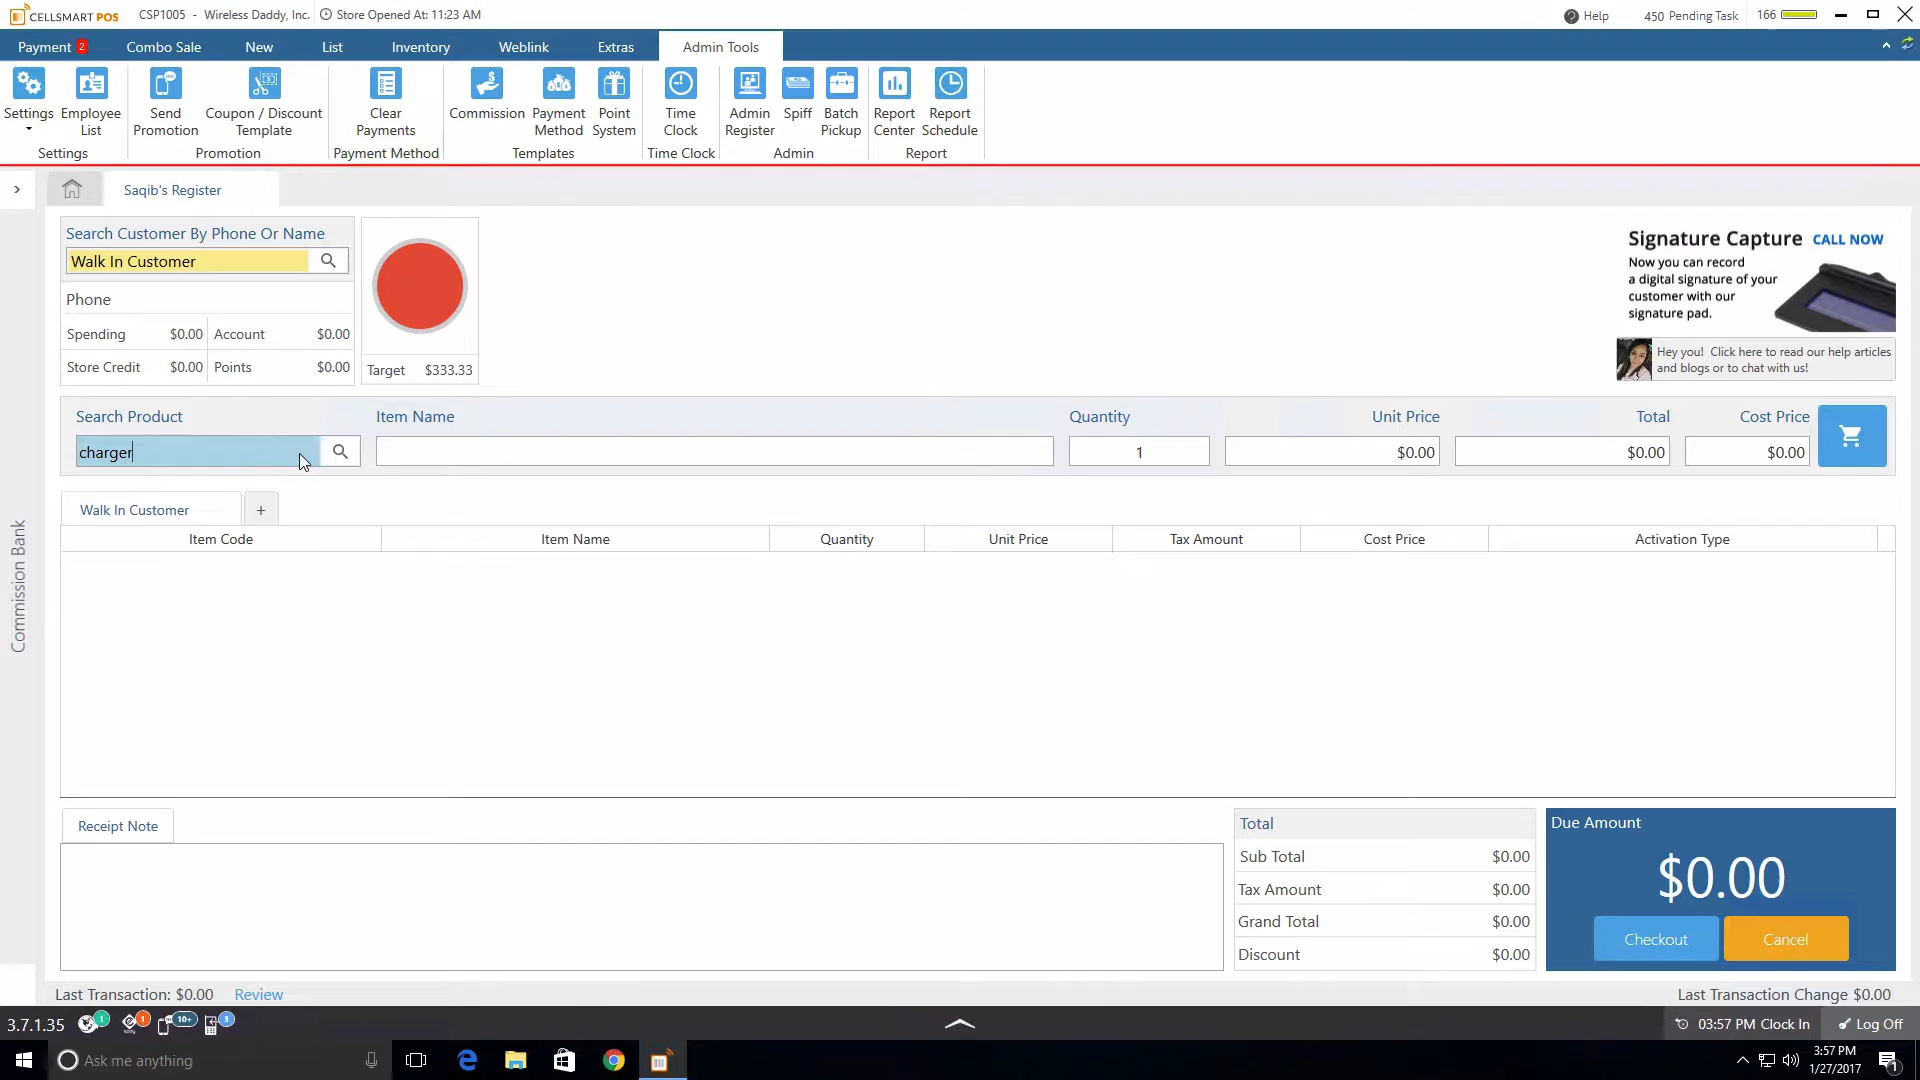 CELLSMART POS CSP1005 - Wireless Daddy, Inc. Store Opened At: 11:23 AM Help 450 Pending Task 166
Payment 2 Combo Sale New List Inventory Weblink Extras Admin Tools
Settings
Employee List
Send Promotion
Coupon / Discount Template
Clear Payments
Commission
Payment Method
Point System
Time Clock
Admin Register
Spiff
Batch Pickup
Report Center
Report Schedule
Settings Promotion Payment Method Templates Time Clock Admin Report
Saqib's Register
Search Customer By Phone Or Name
Walk In Customer
Phone
Spending $0.00 Account $0.00
Store Credit $0.00 Points $0.00
Target $333.33
Signature Capture CALL NOW
Now you can record
a digital signature of your
customer with our
signature pad.
Hey you! Click here to read our help articles
and blogs or to chat with us!
Search Product Item Name Quantity Unit Price Total Cost Price
charger 1 $0.00 $0.00 $0.00
Walk In Customer +
Item Code Item Name Quantity Unit Price Tax Amount Cost Price Activation Type
Commission Bank
Receipt Note
Total
Sub Total $0.00
Tax Amount $0.00
Grand Total $0.00
Discount $0.00
Due Amount
$0.00
Checkout Cancel
Last Transaction: $0.00 Review Last Transaction Change $0.00
3.7.1.35 1 1 10+ 3 03:57 PM Clock In Log Off
Ask me anything 3:57 PM
1/27/2017 1